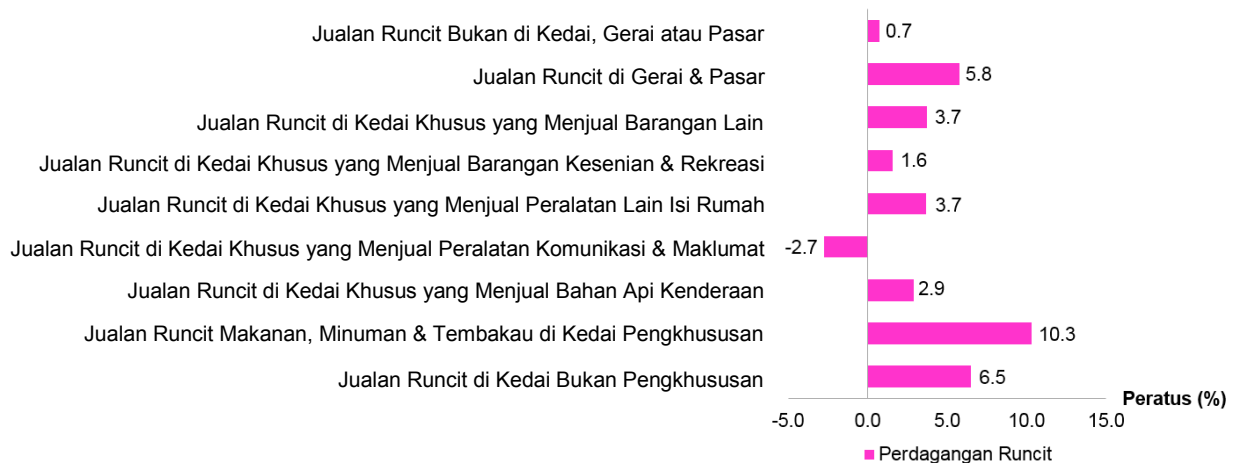 Jualan Runcit Bukan di Kedai, Gerai atau Pasar 0.7
Jualan Runcit di Gerai & Pasar 5.8
Jualan Runcit di Kedai Khusus yang Menjual Barangan Lain 3.7
Jualan Runcit di Kedai Khusus yang Menjual Barangan Kesenian & Rekreasi 1.6
Jualan Runcit di Kedai Khusus yang Menjual Peralatan Lain Isi Rumah 3.7
Jualan Runcit di Kedai Khusus yang Menjual Peralatan Komunikasi & Maklumat -2.7
Jualan Runcit di Kedai Khusus yang Menjual Bahan Api Kenderaan 2.9
Jualan Runcit Makanan, Minuman & Tembakau di Kedai Pengkhususan 10.3
Jualan Runcit di Kedai Bukan Pengkhususan 6.5
Peratus (%)
-5.0 0.0 5.0 10.0 15.0
Perdagangan Runcit